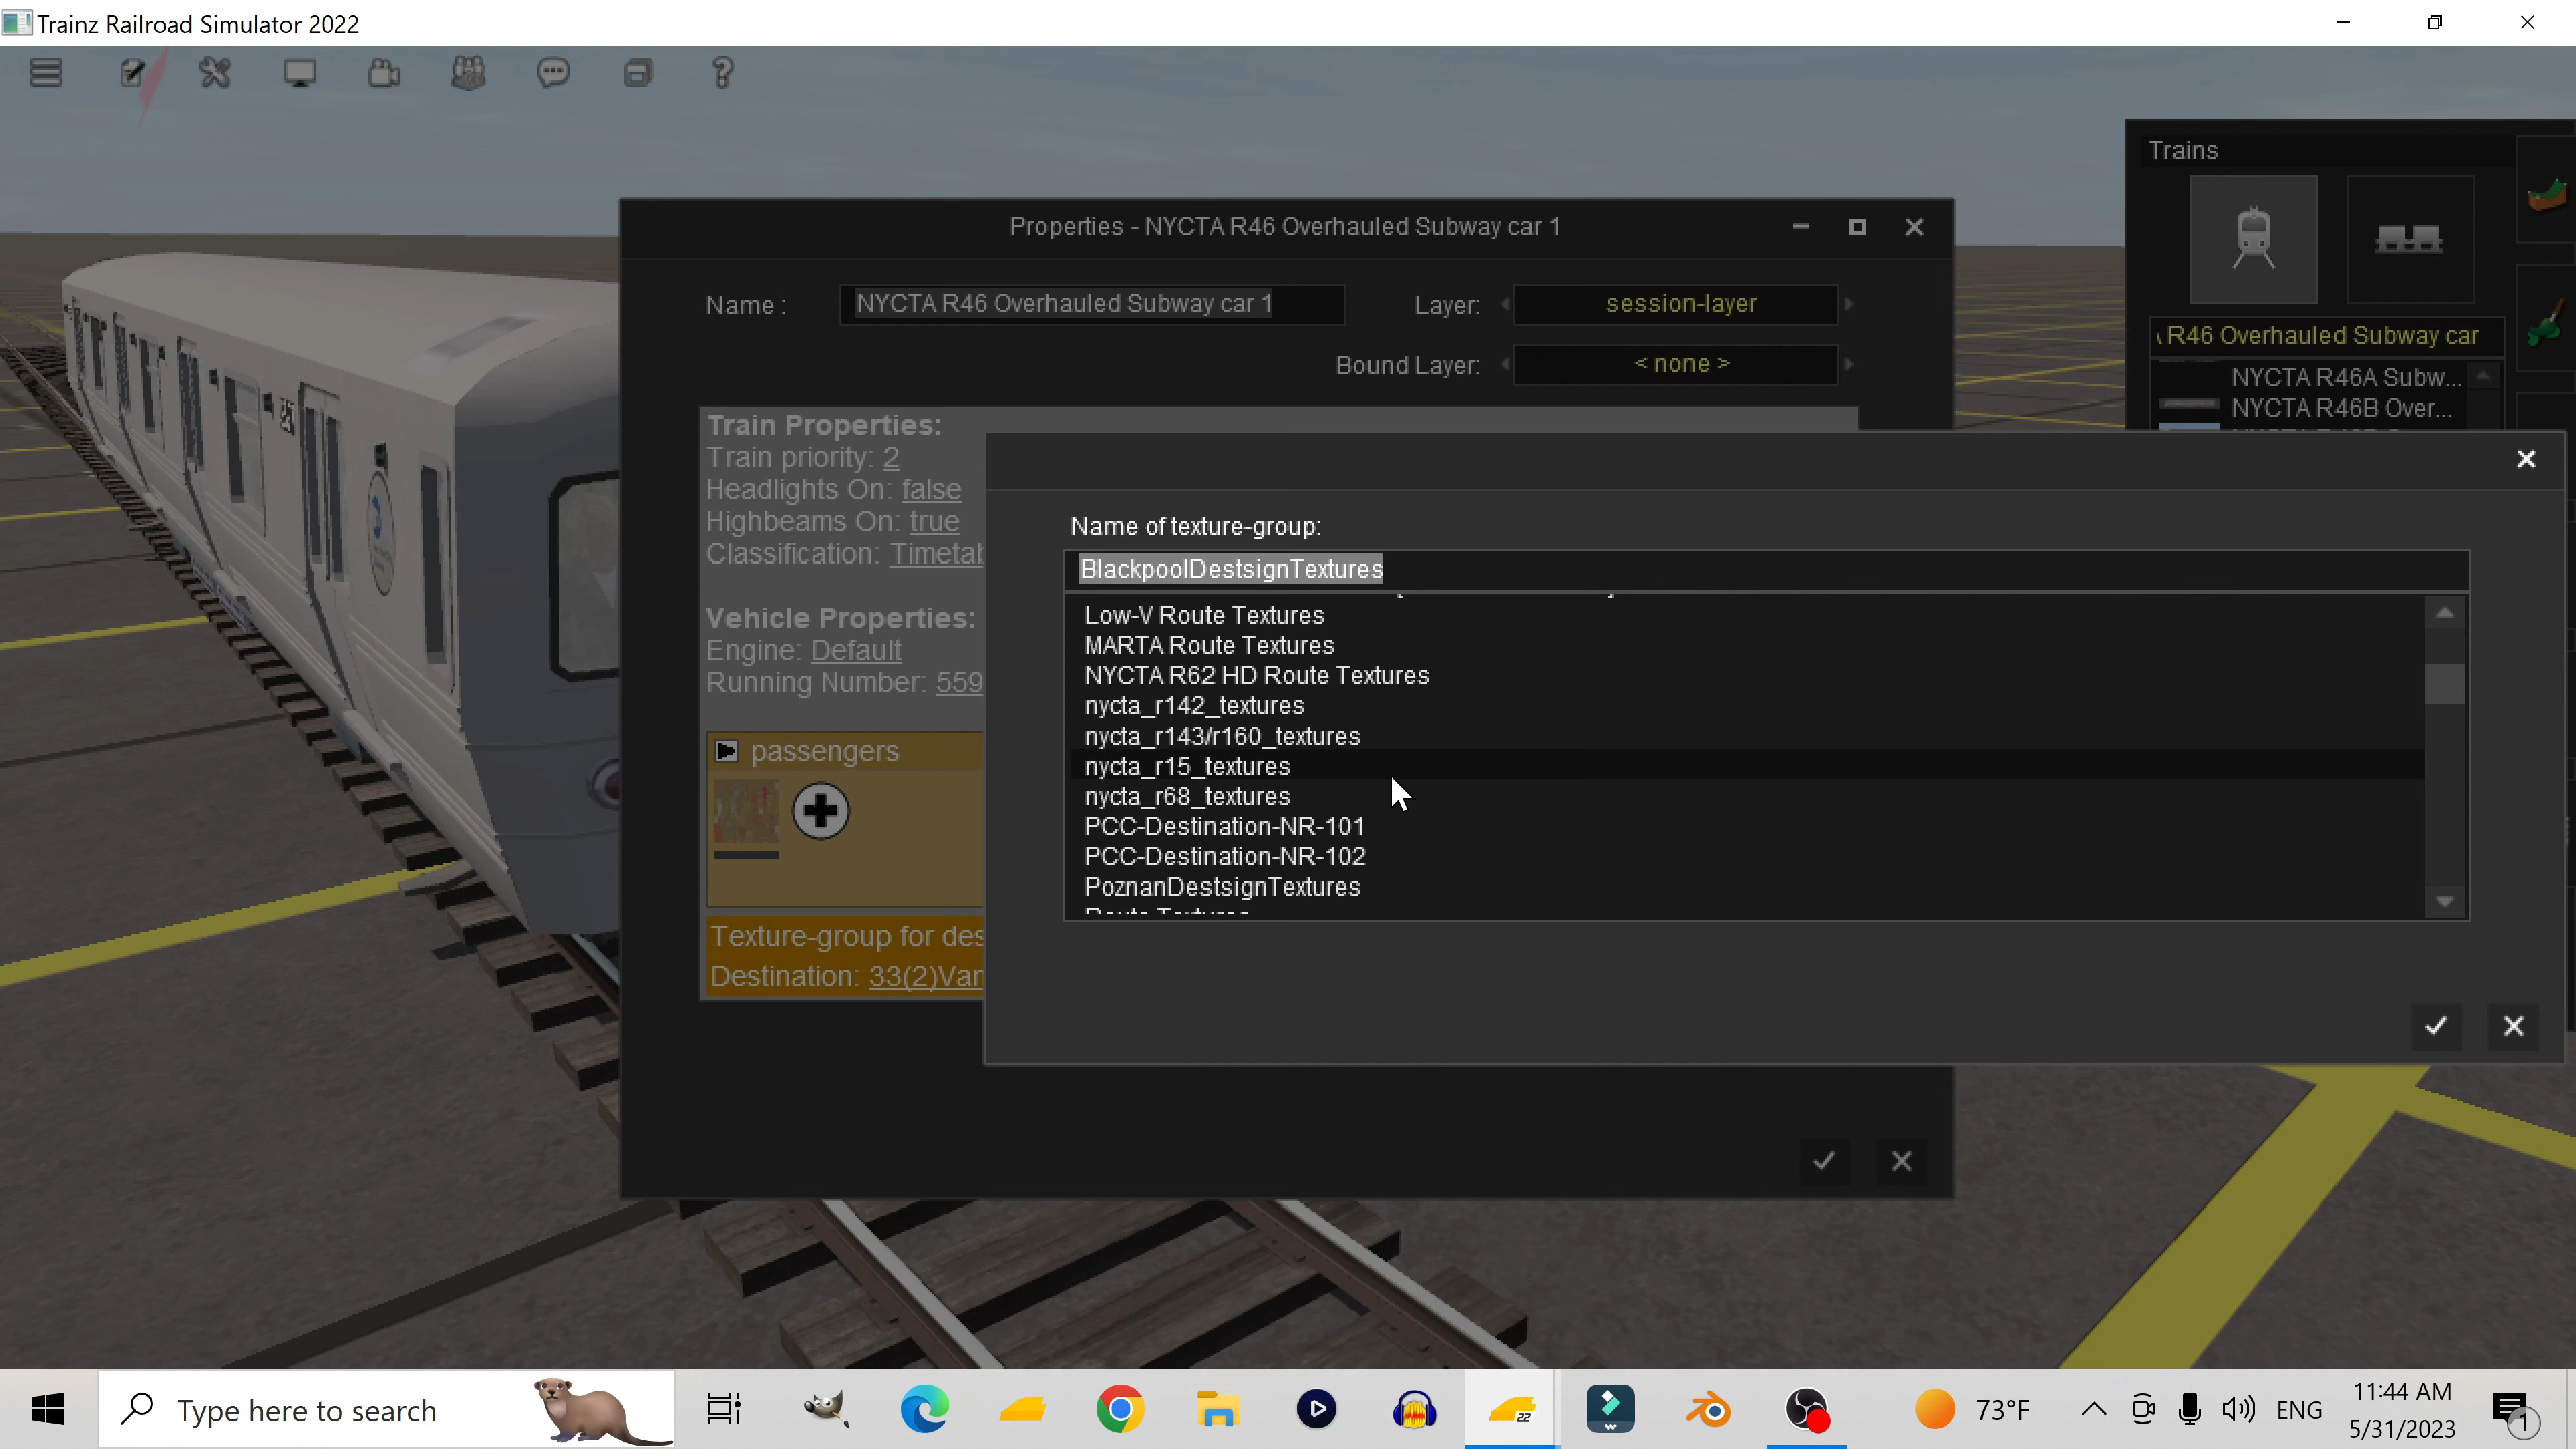 Trainz Railroad Simulator 2022
Trains
Properties - NYCTA R46 Overhauled Subway car 1
Name :
NYCTA R46 Overhauled Subway car 1
Layer:
session-layer
Bound Layer:
< none >
R46 Overhauled Subway car
NYCTA R46A Subw...
NYCTA R46B Over...
Train Properties:
Train priority: 2
Headlights On: false
Highbeams On: true
Classification: Timetab
Vehicle Properties:
Engine: Default
Running Number: 559
passengers
Texture-group for des
Destination: 33(2)Van
Name of texture-group:
BlackpoolDestsignTextures
Low-V Route Textures
MARTA Route Textures
NYCTA R62 HD Route Textures
nycta_r142_textures
nycta_r143/r160_textures
nycta_r15_textures
nycta_r68_textures
PCC-Destination-NR-101
PCC-Destination-NR-102
PoznanDestsignTextures
Type here to search
22
73°F
ENG
11:44 AM
5/31/2023
1